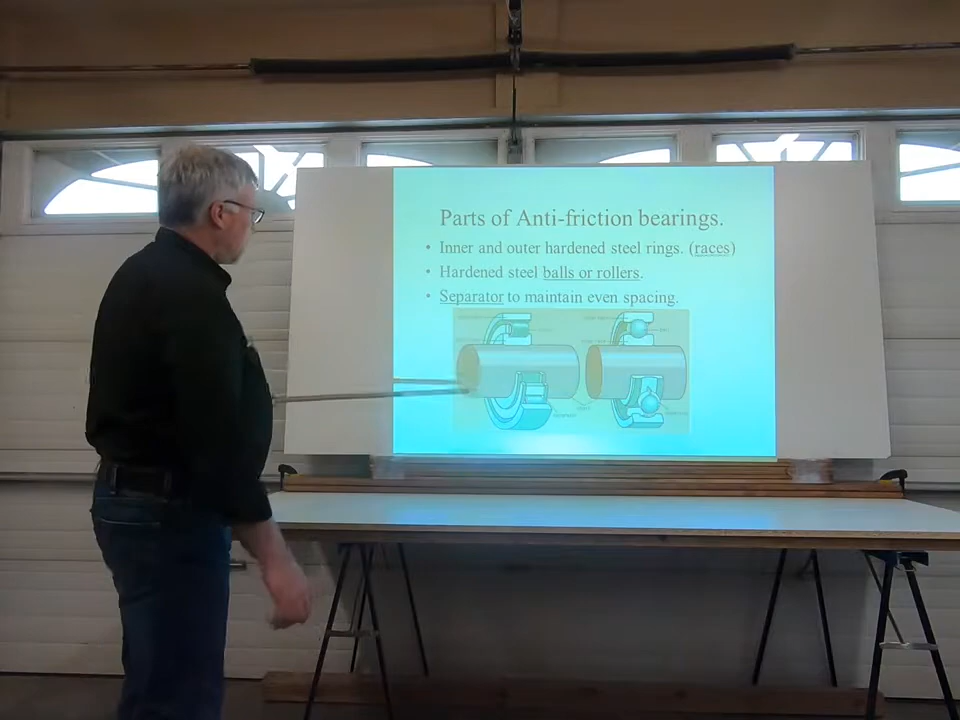 Parts of Anti-friction bearings.
• Inner and outer hardened steel rings. (races)
• Hardened steel balls or rollers.
• Separator to maintain even spacing.